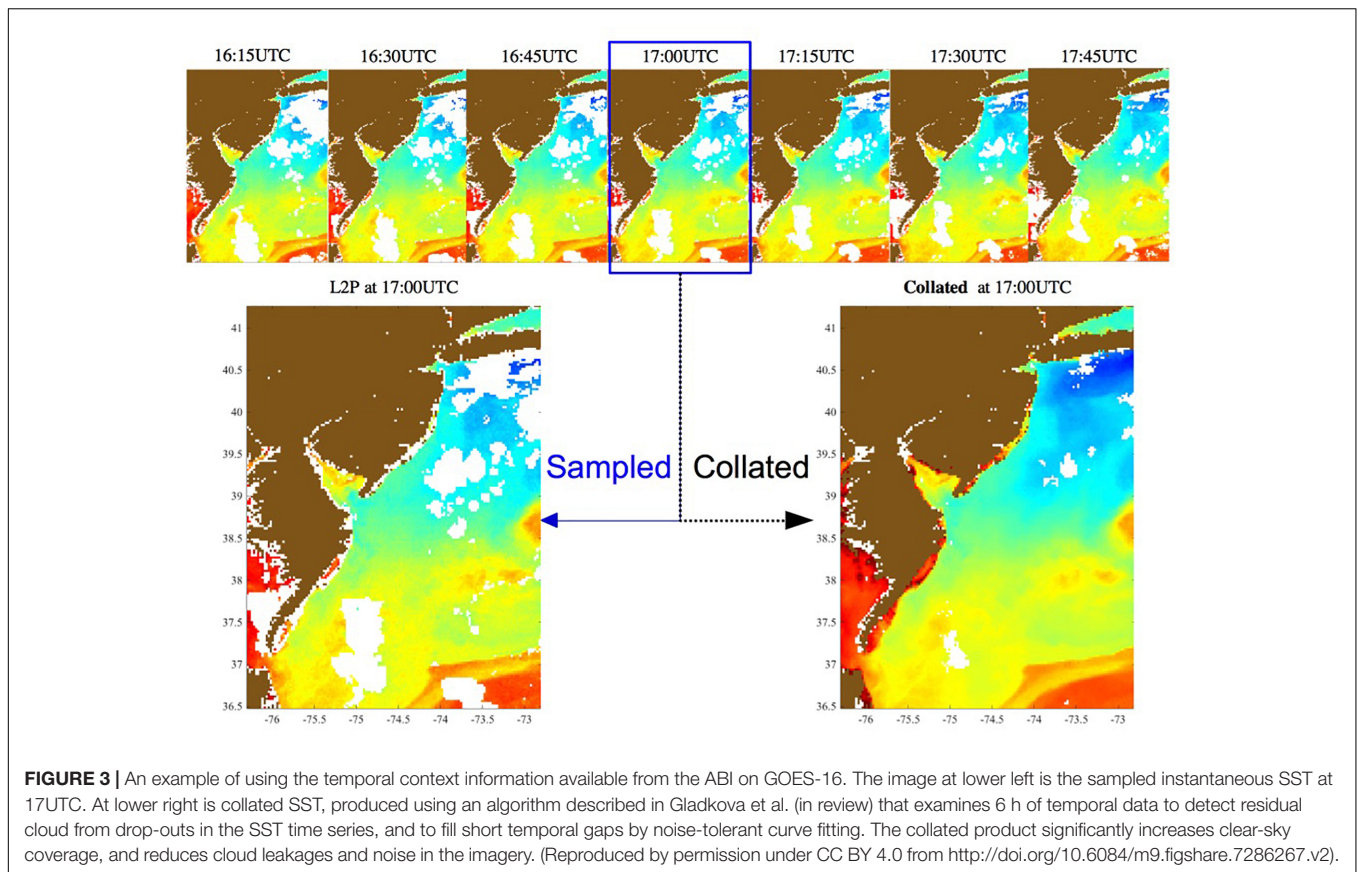 16:15UTC 16:30UTC 16:45UTC 17:00UTC 17:15UTC 17:30UTC 17:45UTC
L2P at 17:00UTC
41
40.5
40
39.5
39
38.5
38
37.5
37
36.5
-76 -75.5 -75 -74.5 -74 -73.5 -73
Sampled
Collated
Collated at 17:00UTC
41
40.5
40
39.5
39
38.5
38
37.5
37
36.5
-76 -75.5 -75 -74.5 -74 -73.5 -73
FIGURE 3 | An example of using the temporal context information available from the ABI on GOES-16. The image at lower left is the sampled instantaneous SST at
17UTC. At lower right is collated SST, produced using an algorithm described in Gladkova et al. (in review) that examines 6 h of temporal data to detect residual
cloud from drop-outs in the SST time series, and to fill short temporal gaps by noise-tolerant curve fitting. The collated product significantly increases clear-sky
coverage, and reduces cloud leakages and noise in the imagery. (Reproduced by permission under CC BY 4.0 from http://doi.org/10.6084/m9.figshare.7286267.v2).